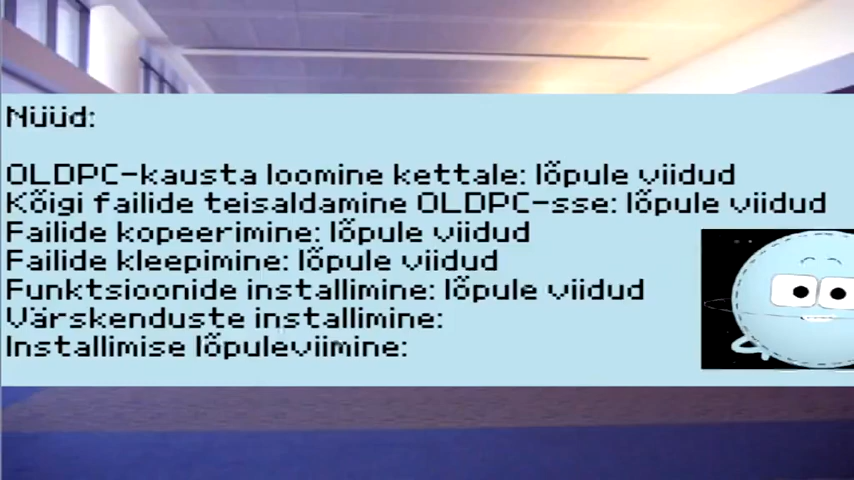 Nüüd:
OLDPC-kausta loomine kettale: lõpule viidud
Kõigi failide teisaldamine OLDPC-sse: lõpule viidud
Failide kopeerimine: lõpule viidud
Failide kleepimine: lõpule viidud
Funktsioonide installimine: lõpule viidud
Värskenduste installimine:
Installimise lõpuleviimine: